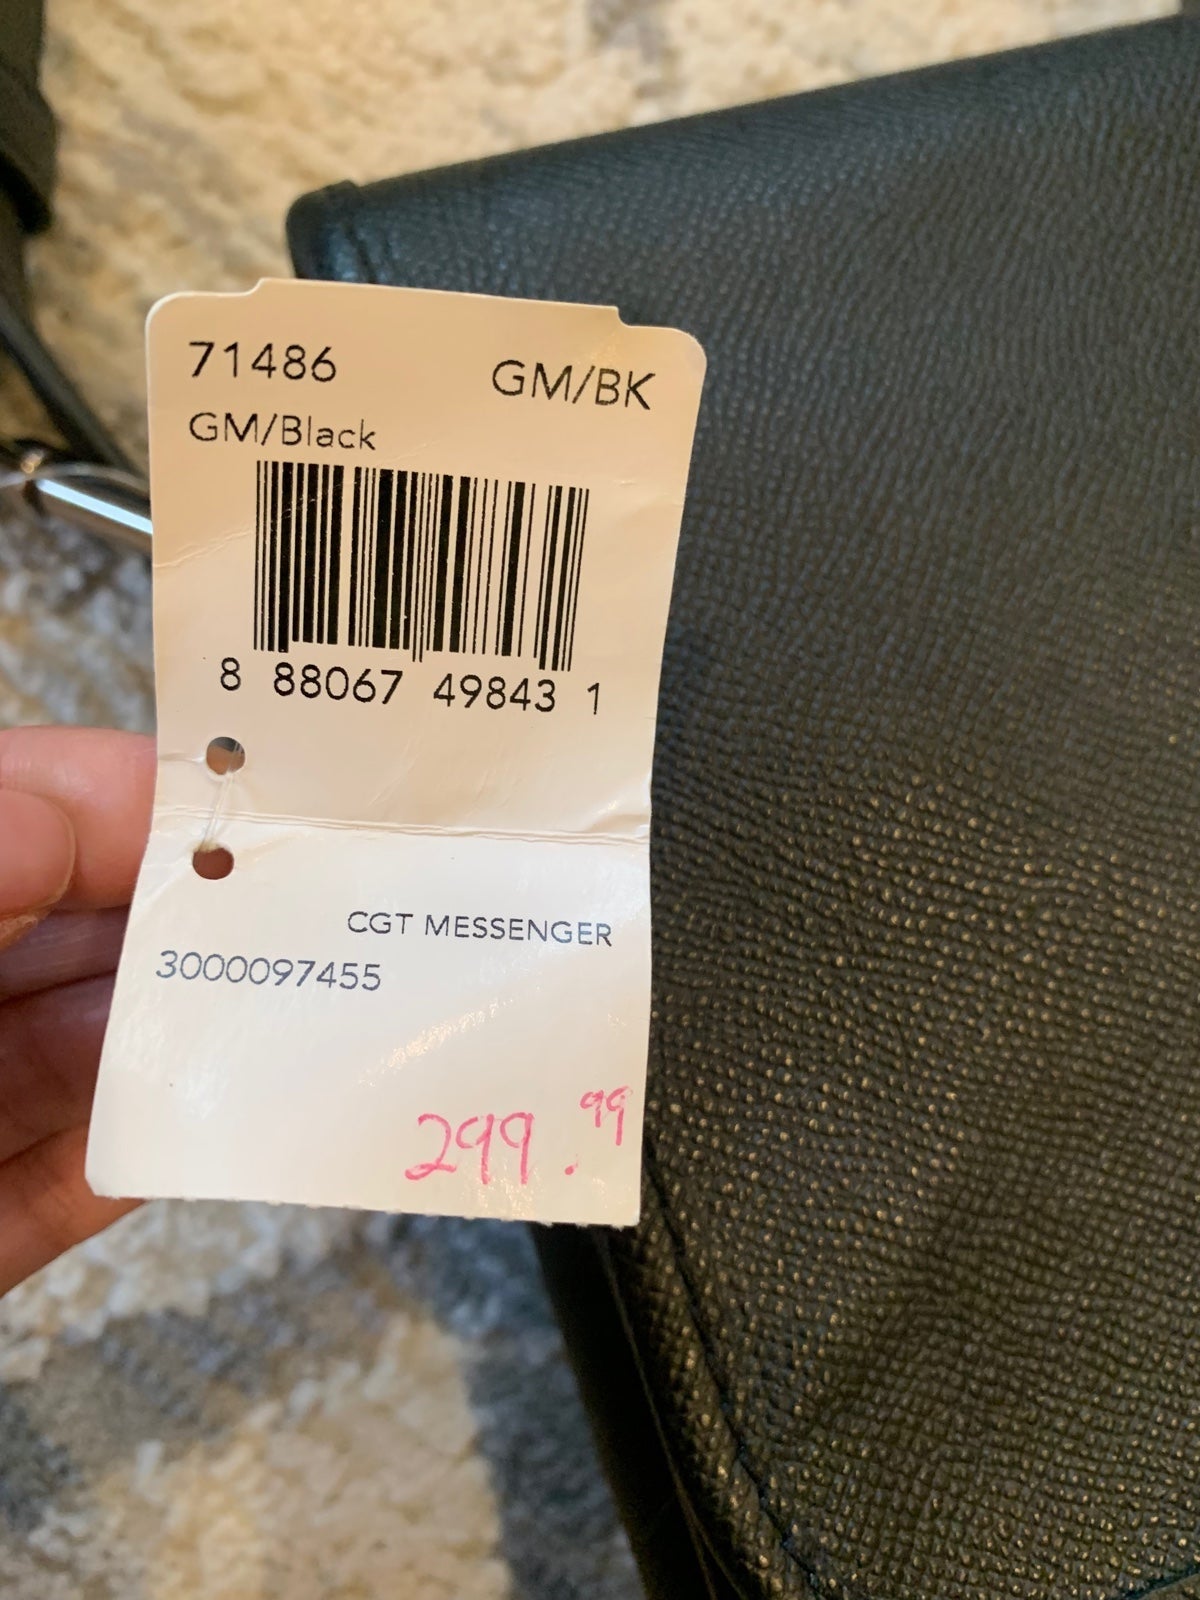 71486 GM/BK
GM/Black
8 88067 49843 1
CGT MESSENGER
3000097455
299.99